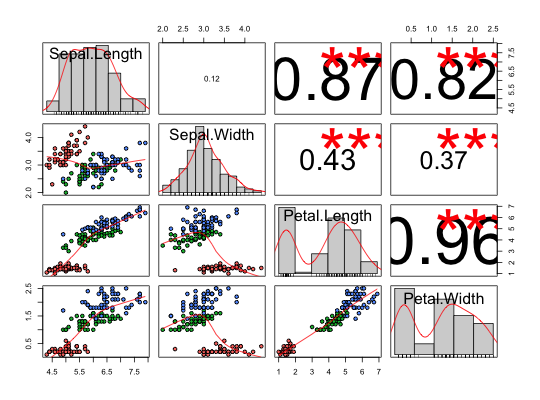 2.0 2.5 3.0 3.5 4.0
0.5 1.0 1.5 2.0 2.5
Sepal.Length
0.12
0.87
***
0.82
***
4.5 5.5 6.5 7.5
2.0 3.0 4.0
Sepal.Width
0.43
***
0.37
***
Petal.Length
0.96
***
1 2 3 4 5 6 7
0.5 1.5 2.5
Petal.Width
4.5 5.5 6.5 7.5
1 2 3 4 5 6 7